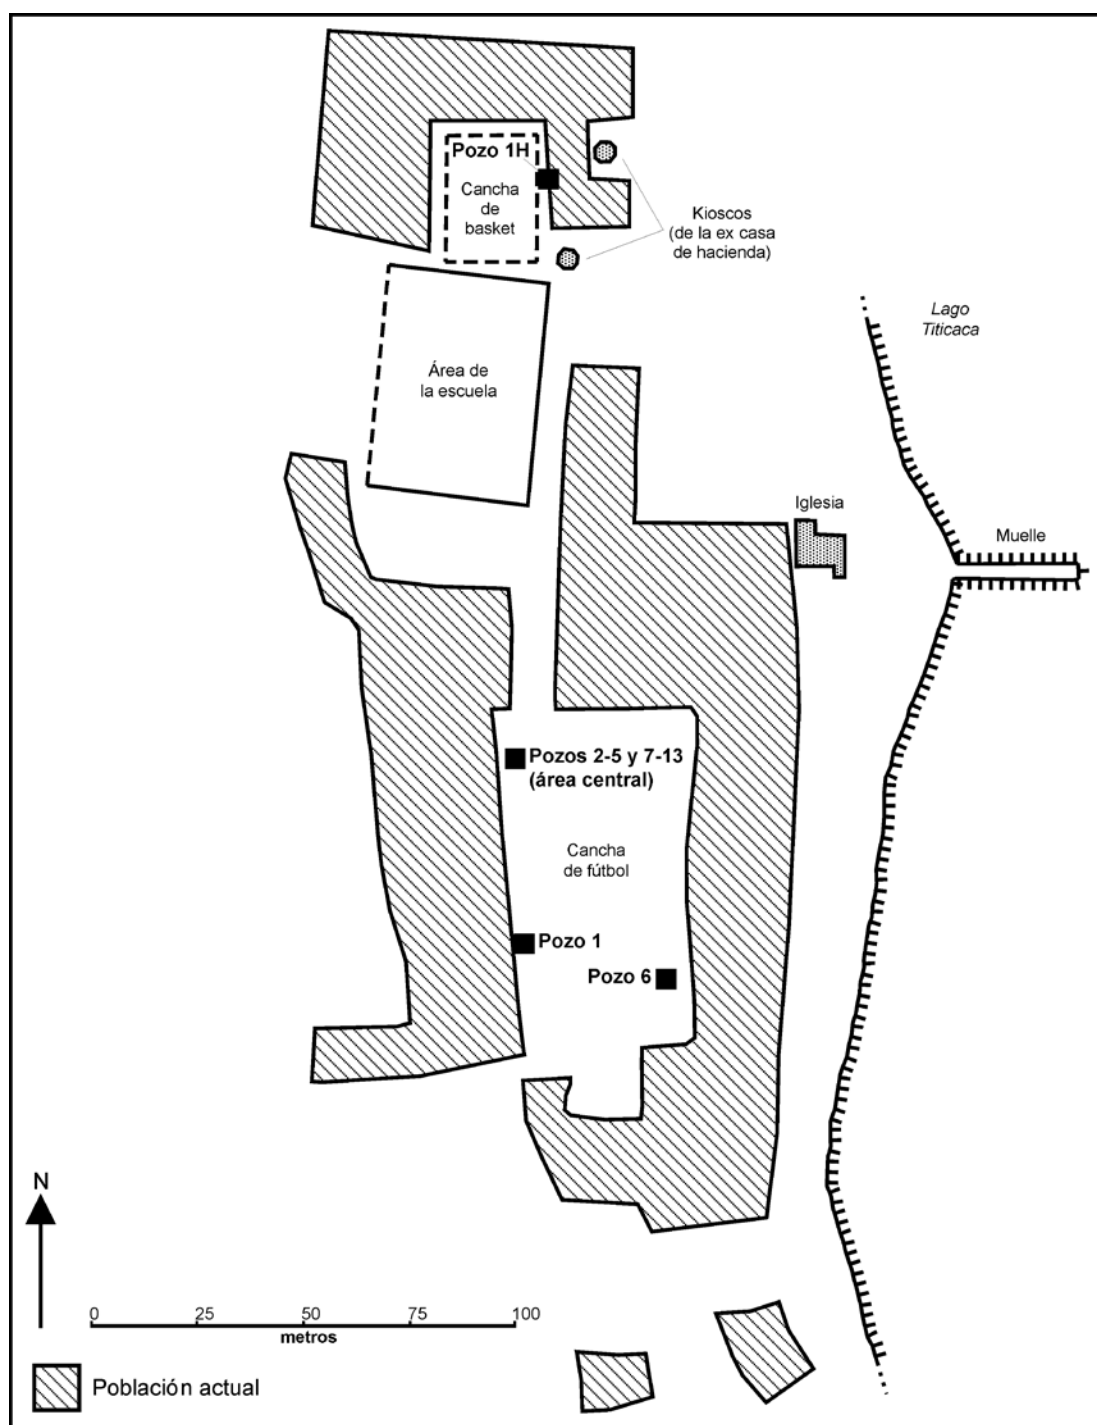 Pozo 1H
Cancha
de
basket
Kioscos
(de la ex casa
de hacienda)
Lago
Titicaca
Área de
la escuela
Iglesia
Muelle
Pozos 2-5 y 7-13
(área central)
Cancha
de fútbol
Pozo 1
Pozo 6
N
0 25 50 75 100
metros
Población actual